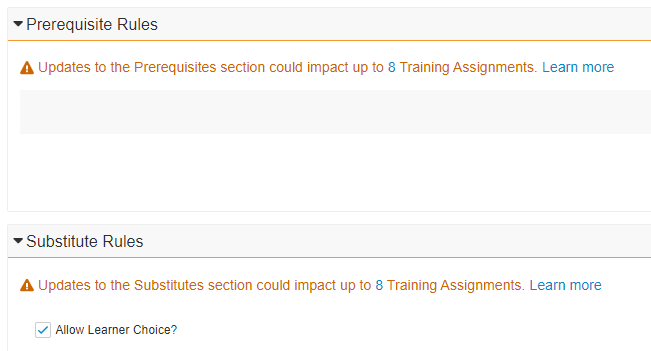 Prerequisite Rules
Updates to the Prerequisites section could impact up to 8 Training Assignments. Learn more
Substitute Rules
Updates to the Substitutes section could impact up to 8 Training Assignments. Learn more
Allow Learner Choice?